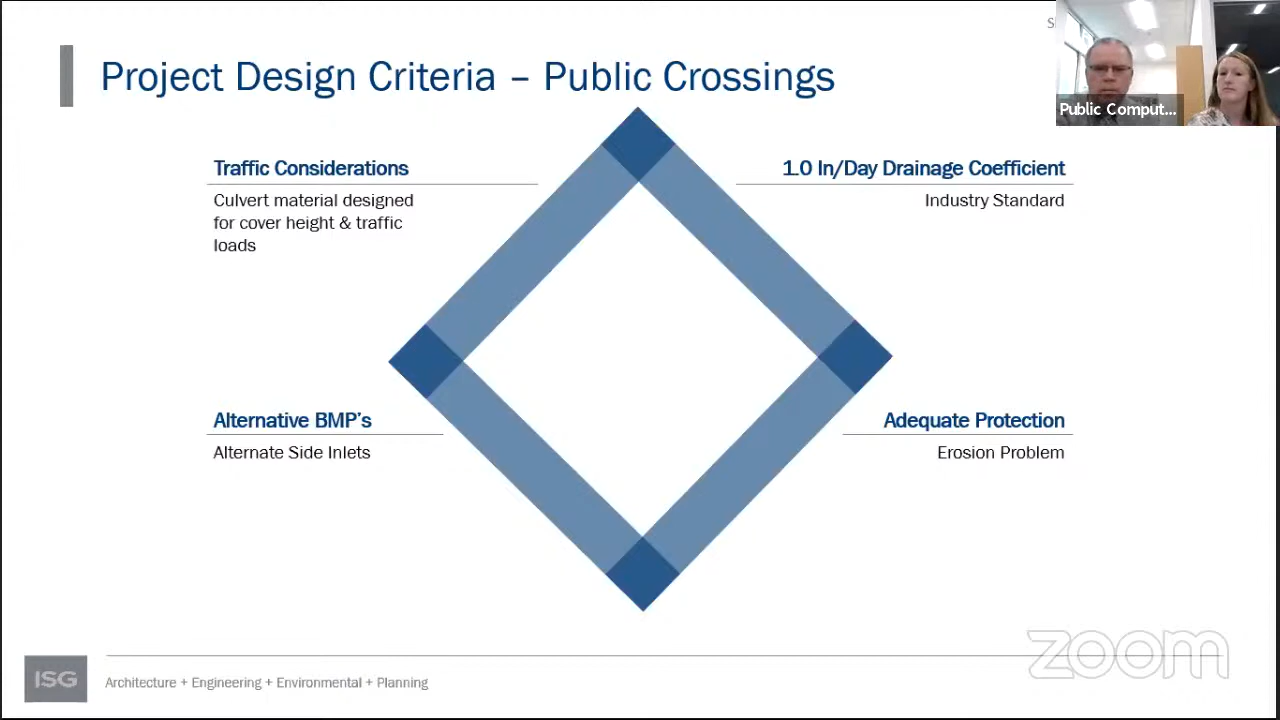 Project Design Criteria – Public Crossings
Public Comput...
Traffic Considerations
Culvert material designed
for cover height & traffic
loads
1.0 In/Day Drainage Coefficient
Industry Standard
Alternative BMP's
Alternate Side Inlets
Adequate Protection
Erosion Problem
zoom
ISG
Architecture + Engineering + Environmental + Planning